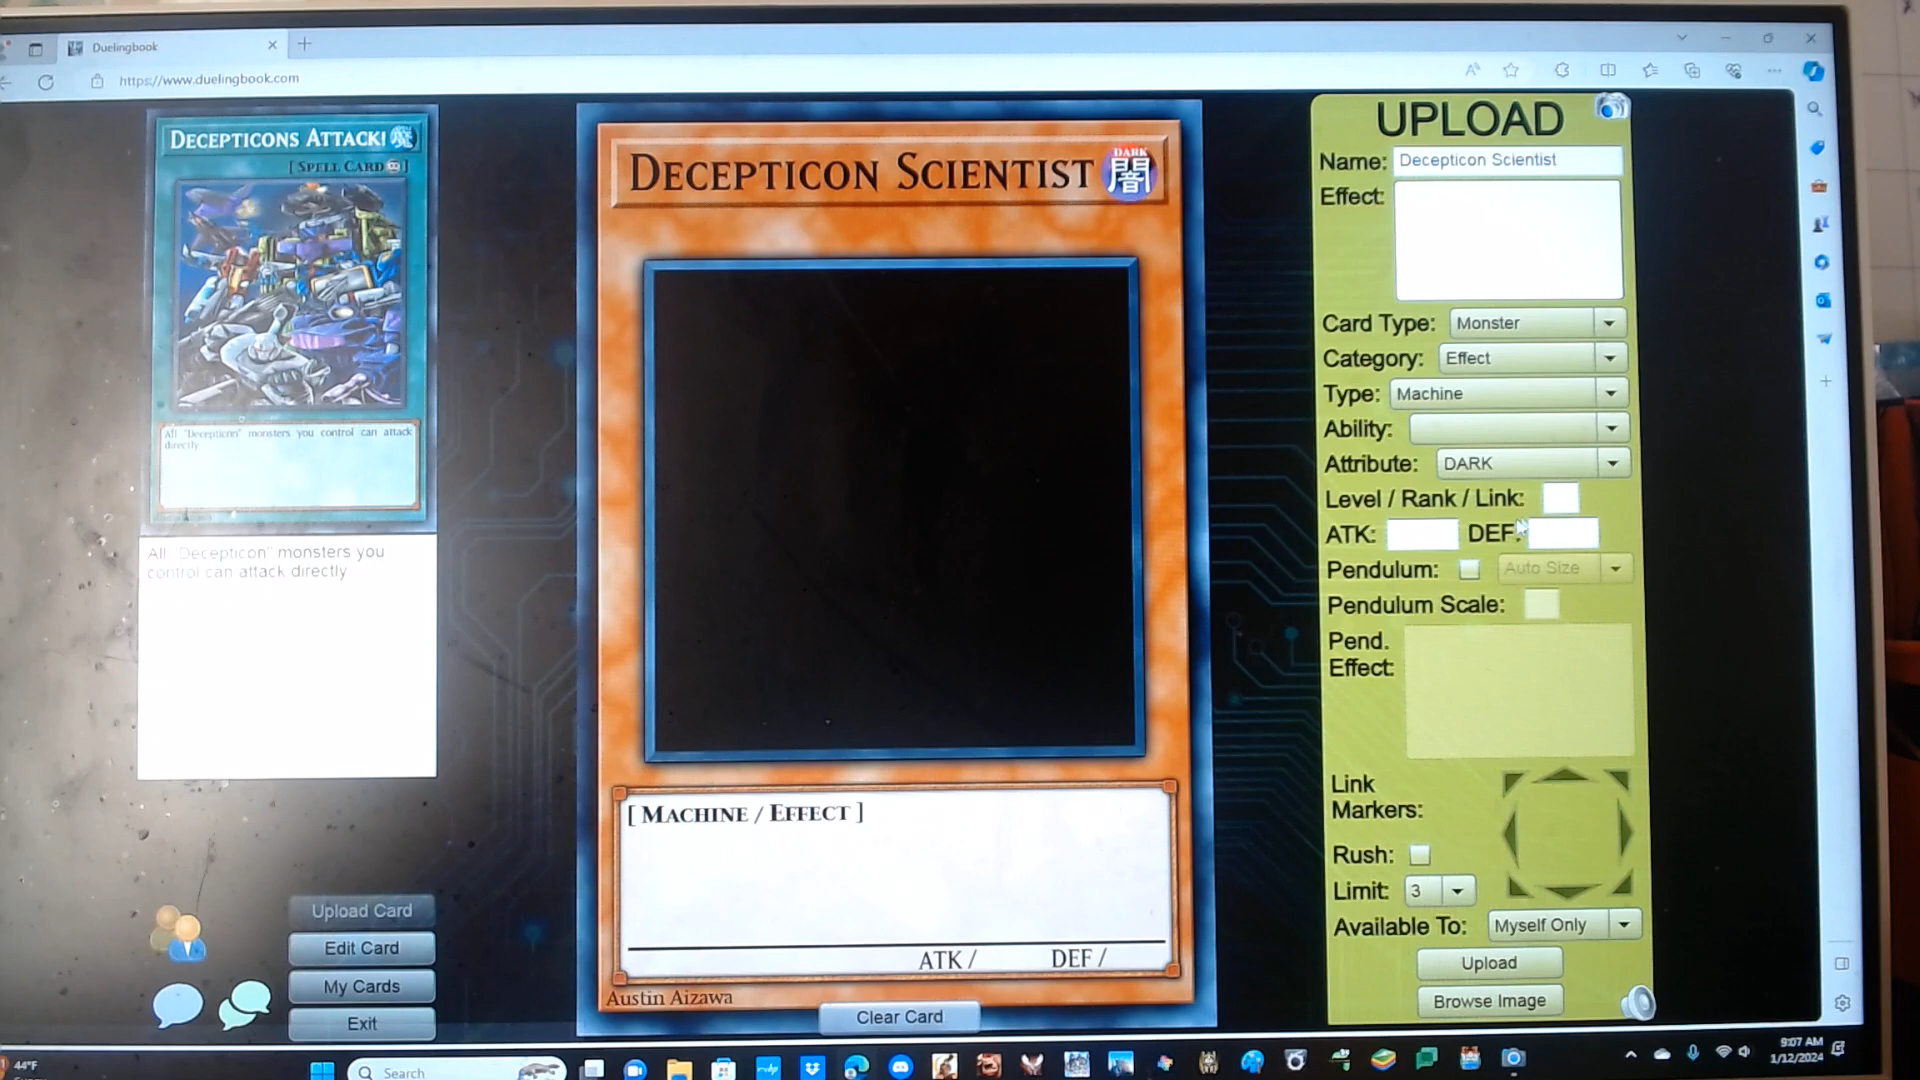 Duelingbook
https://www.duelingbook.com
DECEPTICONS ATTACK!
[ SPELL CARD ]
All "Decepticon" monsters you control can attack
directly
All "Decepticon" monsters you
control can attack directly
Upload Card
Edit Card
My Cards
Exit
DECEPTICON SCIENTIST
DARK
闇
[ MACHINE / EFFECT ]
ATK / DEF /
Austin Aizawa
Clear Card
UPLOAD
Name: Decepticon Scientist
Effect:
Card Type: Monster
Category: Effect
Type: Machine
Ability:
Attribute: DARK
Level / Rank / Link:
ATK: DEF:
Pendulum: Auto Size
Pendulum Scale:
Pend.
Effect:
Link
Markers:
Rush:
Limit: 3
Available To: Myself Only
Upload
Browse Image
44°F
Search
9:07 AM
1/12/2024